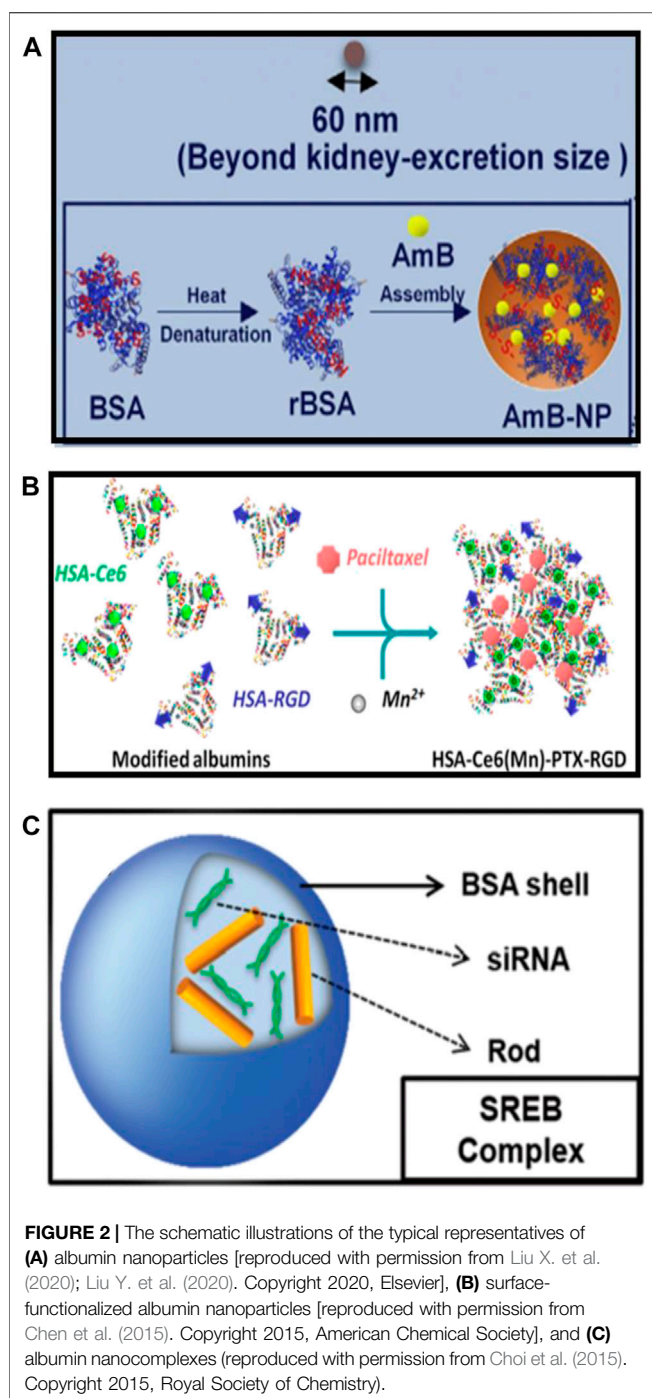 A
60 nm
(Beyond kidney-excretion size )
AmB
Heat
Denaturation
Assembly
BSA
rBSA
AmB-NP
B
HSA-Ce6
Paciltaxel
HSA-RGD
Mn²⁺
Modified albumins
HSA-Ce6(Mn)-PTX-RGD
C
BSA shell
siRNA
Rod
SREB
Complex
FIGURE 2 | The schematic illustrations of the typical representatives of
(A) albumin nanoparticles [reproduced with permission from Liu X. et al.
(2020); Liu Y. et al. (2020). Copyright 2020, Elsevier], (B) surface-
functionalized albumin nanoparticles [reproduced with permission from
Chen et al. (2015). Copyright 2015, American Chemical Society], and (C)
albumin nanocomplexes (reproduced with permission from Choi et al. (2015).
Copyright 2015, Royal Society of Chemistry).